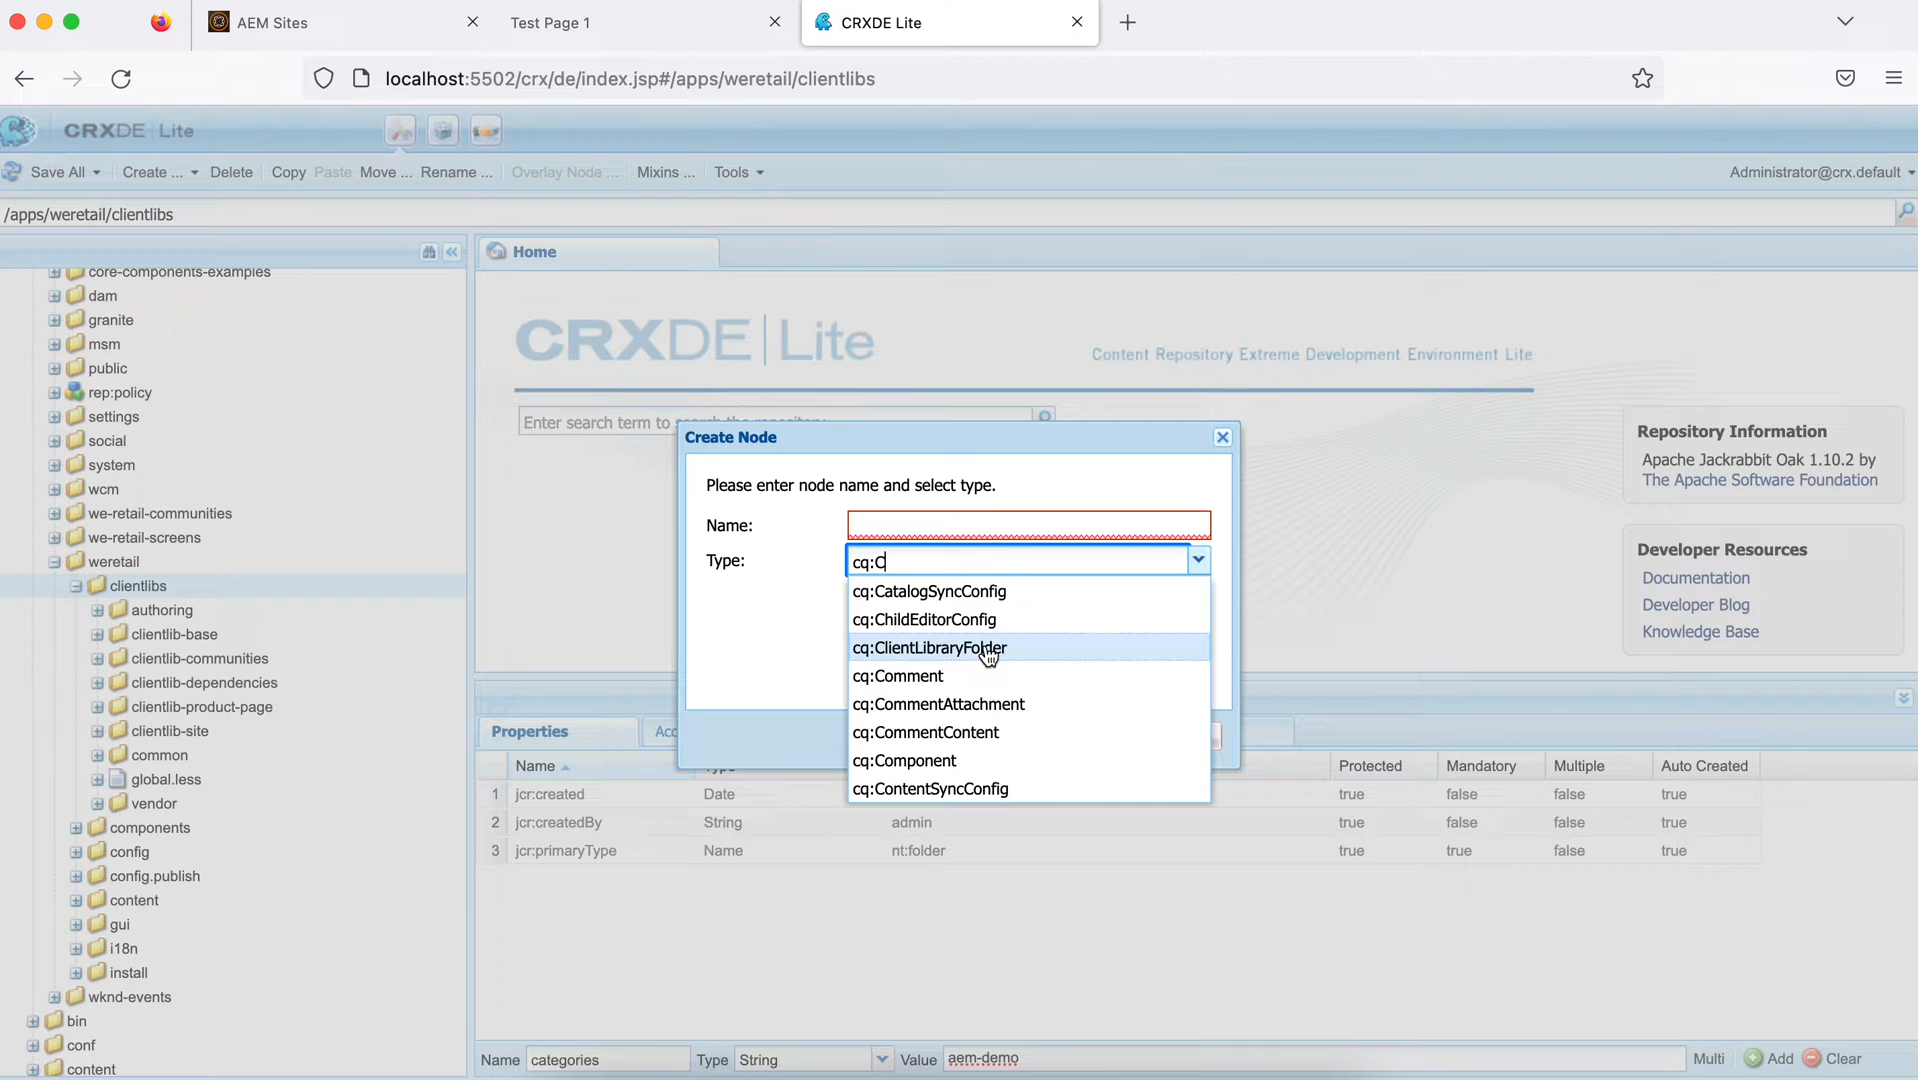 AEM Sites
Test Page 1
CRXDE Lite
localhost:5502/crx/de/index.jsp#/apps/weretail/clientlibs
CRXDE | Lite
Save All Create ... Delete Copy Paste Move ... Rename ... Overlay Node ... Mixins ... Tools Administrator@crx.default
/apps/weretail/clientlibs
core-components-examples
dam
granite
msm
public
rep:policy
settings
social
system
wcm
we-retail-communities
we-retail-screens
weretail
clientlibs
authoring
clientlib-base
clientlib-communities
clientlib-dependencies
clientlib-product-page
clientlib-site
common
global.less
vendor
components
config
config.publish
content
gui
i18n
install
wknd-events
bin
conf
content
Home
CRXDE | Lite
Content Repository Extreme Development Environment Lite
Enter search term to search the repository
Repository Information
Apache Jackrabbit Oak 1.10.2 by
The Apache Software Foundation
Developer Resources
Documentation
Developer Blog
Knowledge Base
Create Node
Please enter node name and select type.
Name:
Type: cq:C
cq:CatalogSyncConfig
cq:ChildEditorConfig
cq:ClientLibraryFolder
cq:Comment
cq:CommentAttachment
cq:CommentContent
cq:Component
cq:ContentSyncConfig
Properties
Name Type Protected Mandatory Multiple Auto Created
1 jcr:created Date true false false true
2 jcr:createdBy String admin true false false true
3 jcr:primaryType Name nt:folder true true false true
Name categories Type String Value aem-demo Multi Add Clear